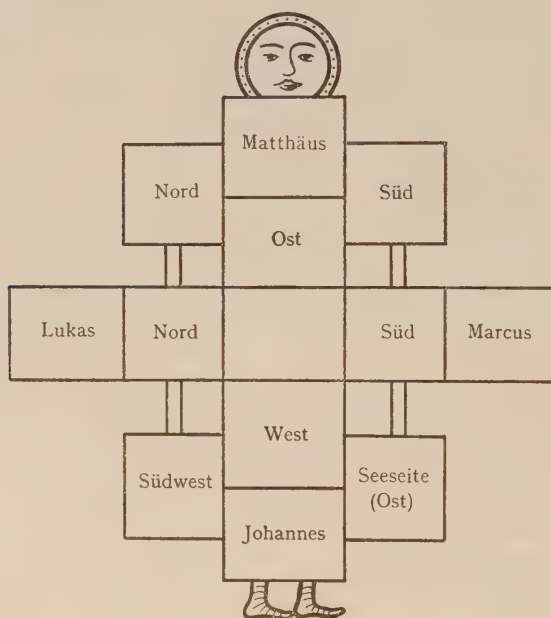 Matthäus
Nord
Süd
Ost
Lukas
Nord
Süd
Marcus
West
Südwest
Seeseite
(Ost)
Johannes